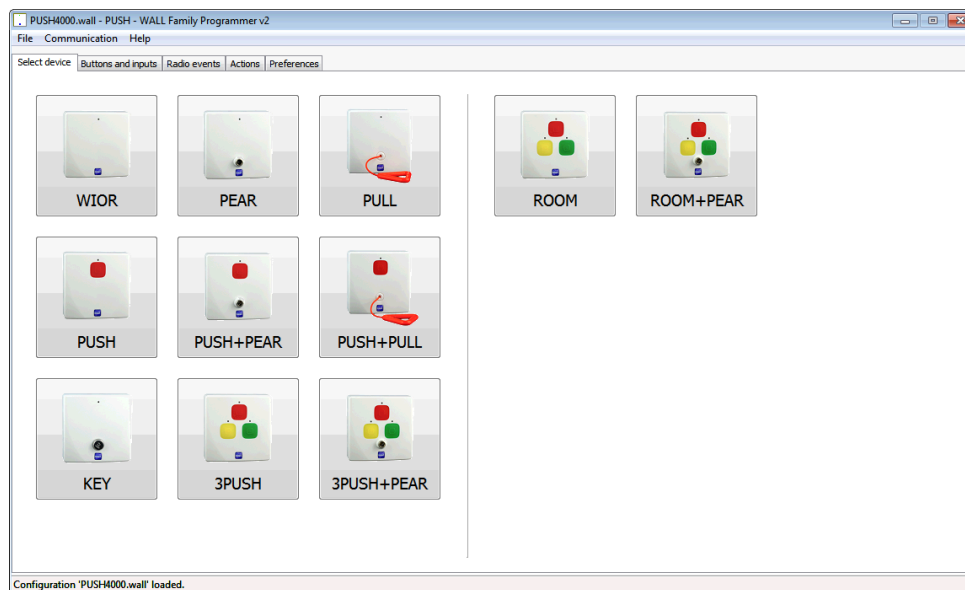 PUSH4000.wall - PUSH - WALL Family Programmer v2
File Communication Help
Select device Buttons and inputs Radio events Actions Preferences
WIOR PEAR PULL ROOM ROOM+PEAR
PUSH PUSH+PEAR PUSH+PULL
KEY 3PUSH 3PUSH+PEAR
Configuration 'PUSH4000.wall' loaded.